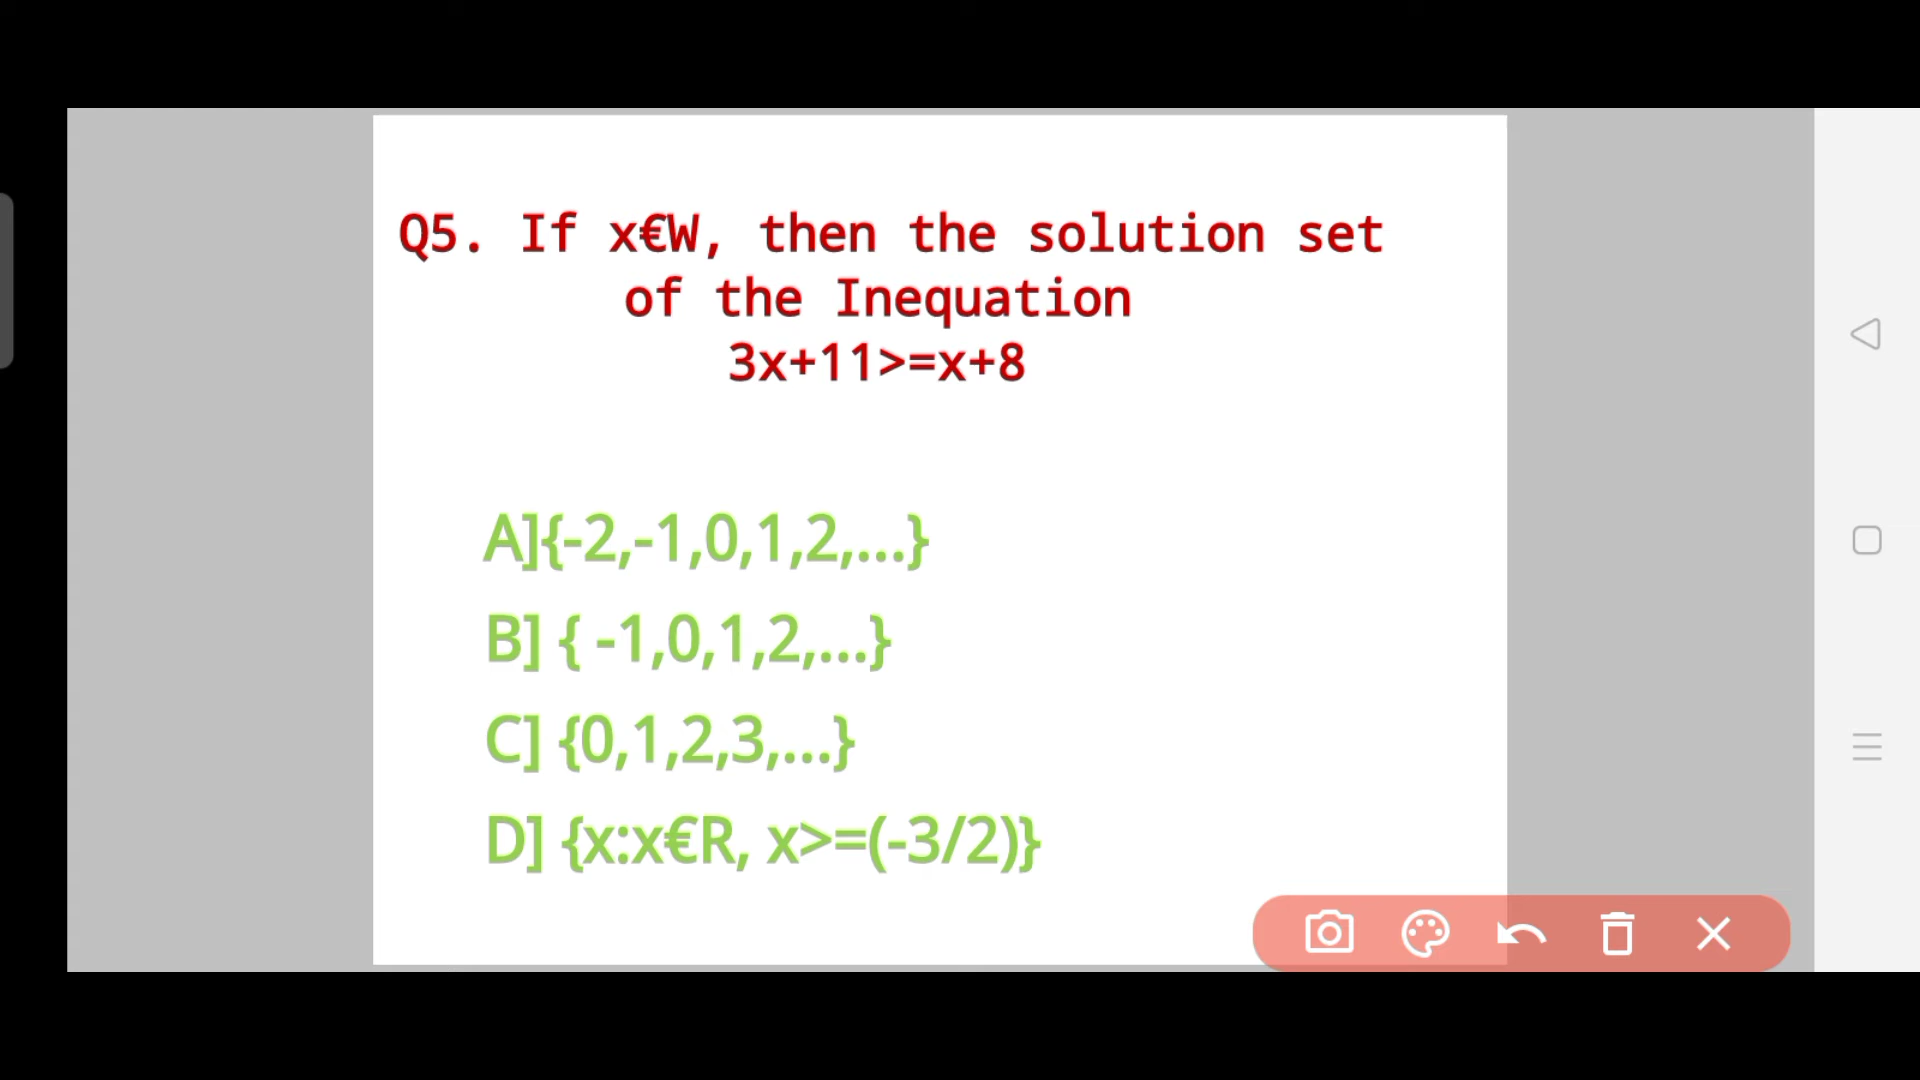 Q5. If x€W, then the solution set
of the Inequation
3x+11>=x+8
A]{-2,-1,0,1,2,...}
B] { -1,0,1,2,...}
C] {0,1,2,3,...}
D] {x:x€R, x>=(-3/2)}